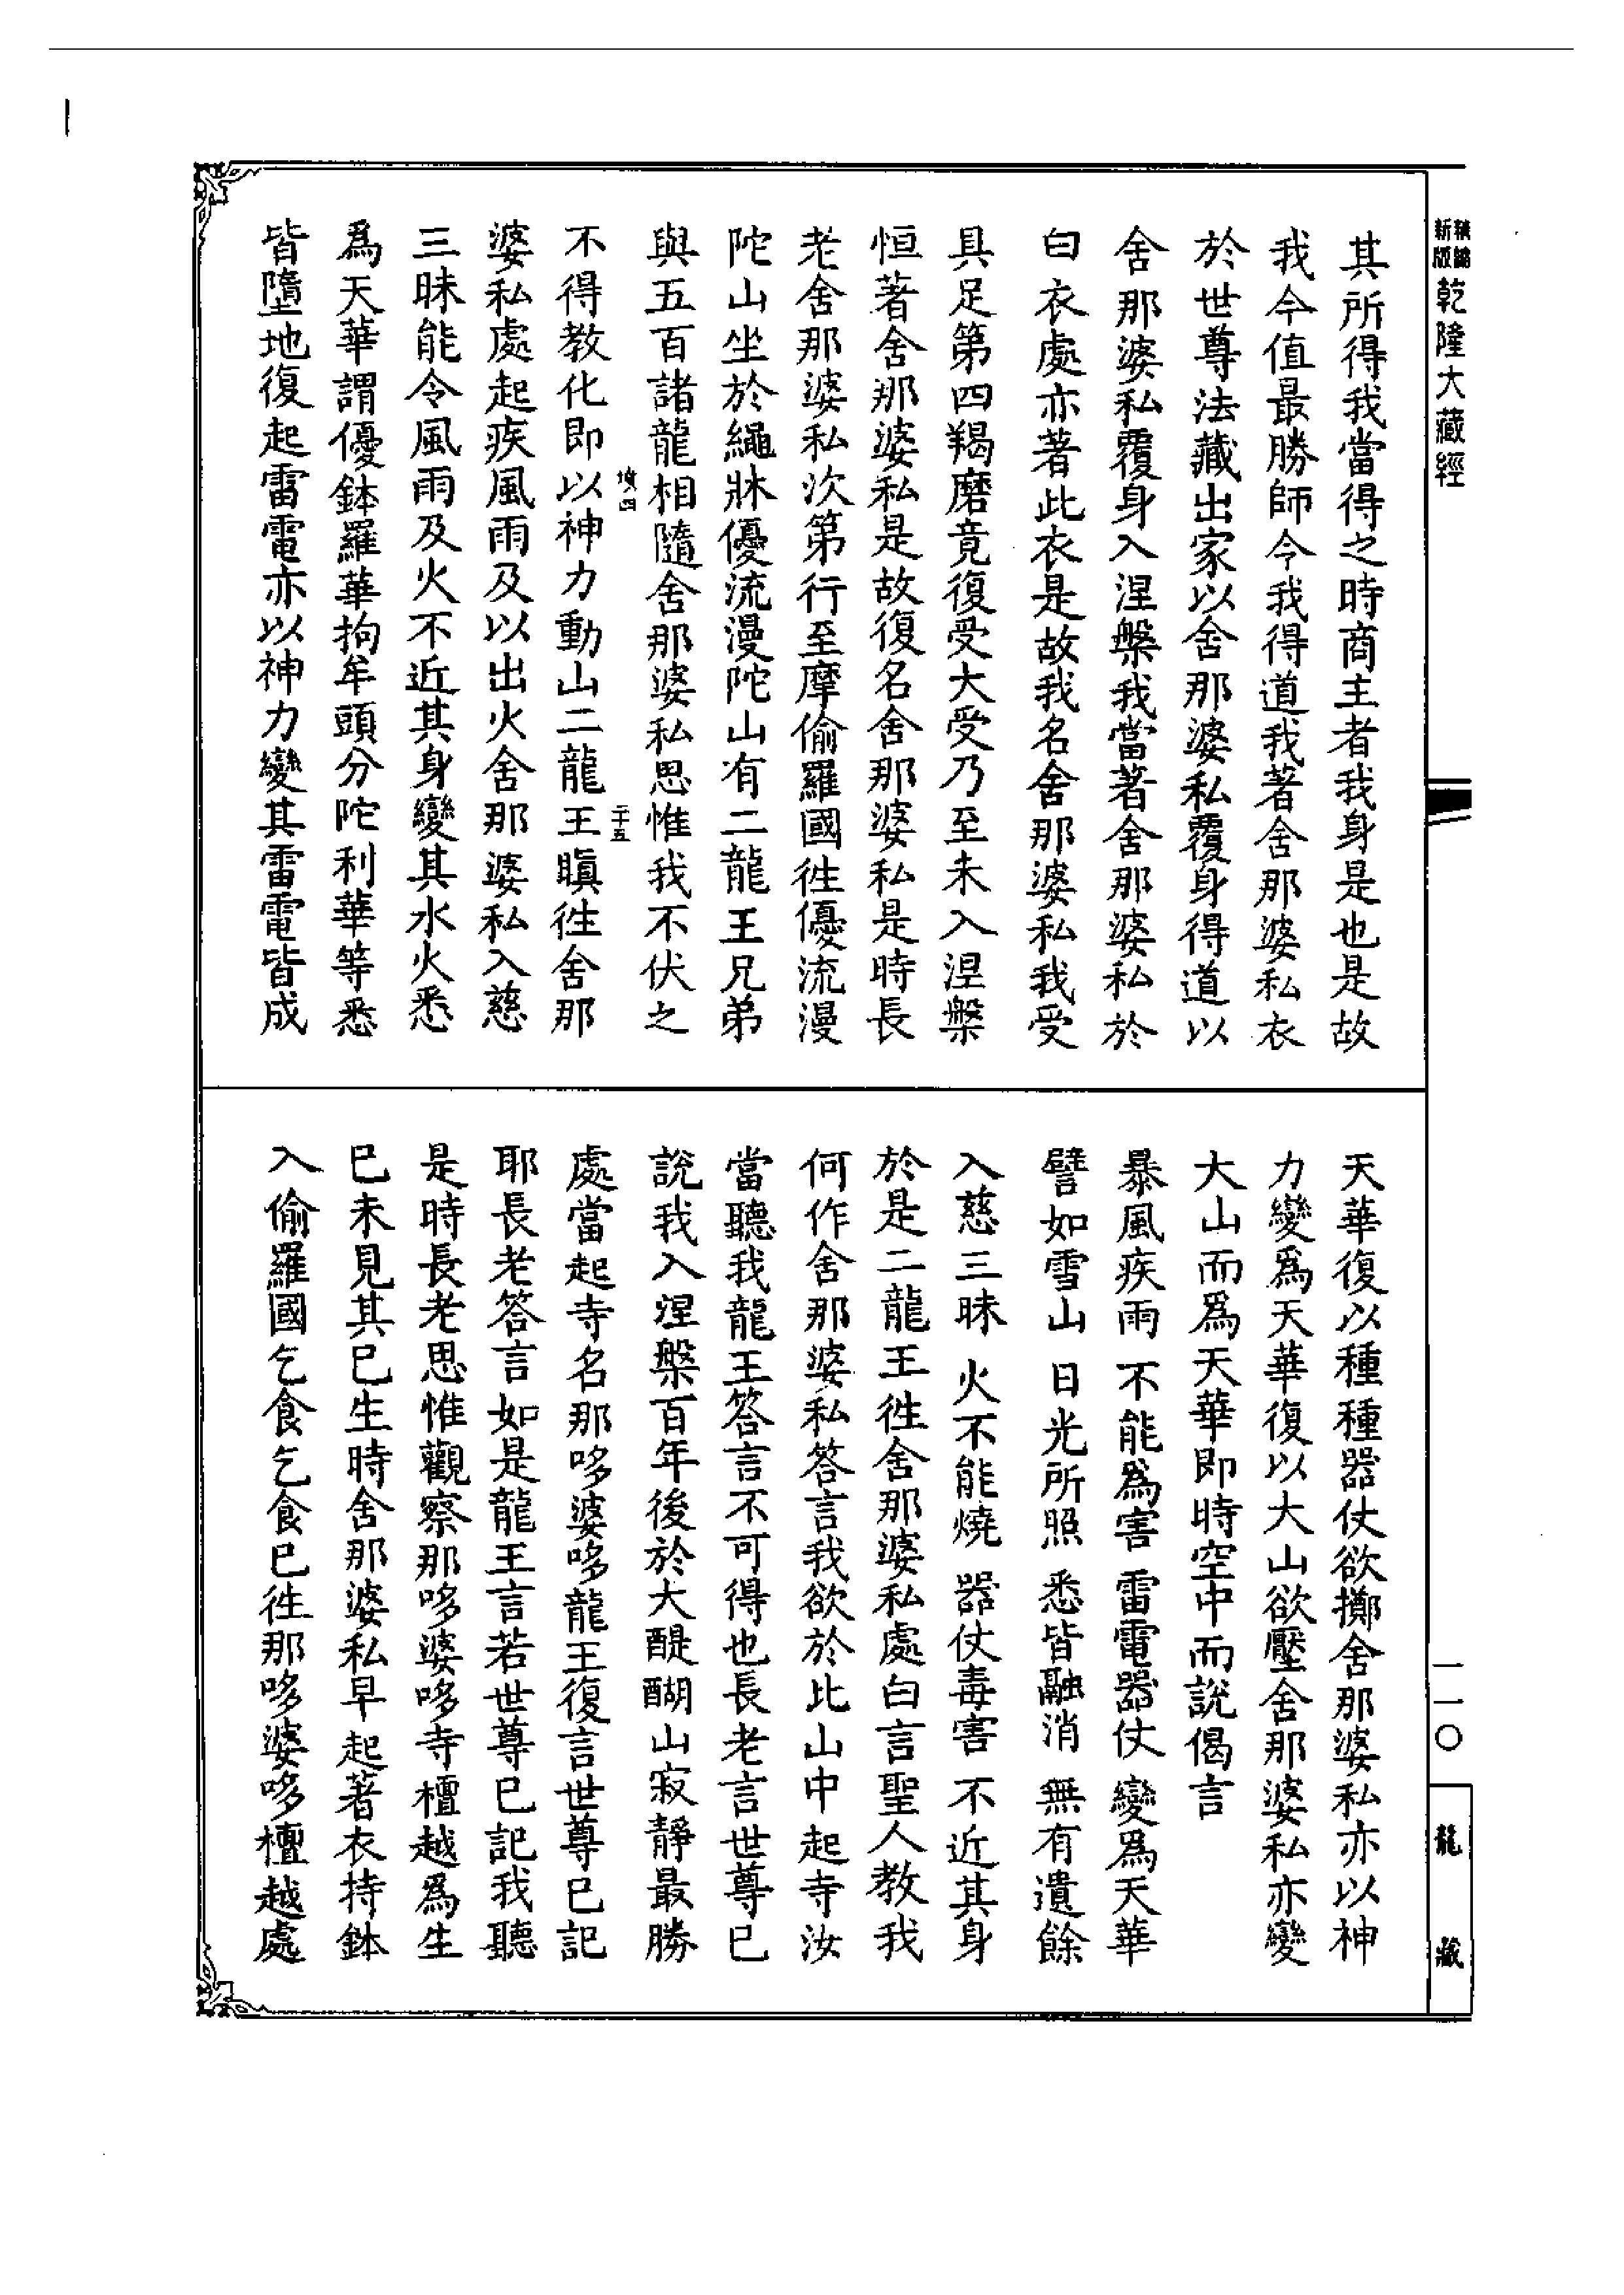 新版
乾隆大藏經
其所得我當得之時商主者我身是也是故
我今值最勝師令我得道我著舍那婆私衣
於世尊法藏出家以舍那婆私覆身得道以
舍那婆私覆身入涅槃我當著舍那婆私於
白衣處亦著此衣是故我名舍那婆私我受
具足第四羯磨竟復受大受乃至未入涅槃
恒著舍那婆私是故復名舍那婆私是時長
老舍那婆私次第行至摩偷羅國徃優流漫
陀山坐於繩牀優流漫陀山有二龍王兄弟
與五百諸龍相隨舍那婆私思惟我不伏之
二十五
不得教化即以神力動山二龍王瞋徃舍那
婆私處起疾風雨及以出火舍那婆私入慈
三昧能令風雨及火不近其身變其水火悉
爲天華謂優鉢羅華拘牟頭分陀利華等悉
皆墮地復起雷電亦以神力變其雷電皆成
天華復以種種器仗欲擲舍那婆私亦以神
力變爲天華復以大山欲壓舍那婆私亦變
大山而爲天華即時空中而說偈言
暴風疾雨 不能爲害 雷電器仗 變爲天華
譬如雪山 日光所照 悉皆融消 無有遺餘
入慈三昧 火不能燒 器仗毒害 不近其身
於是二龍王徃舍那婆私處白言聖人教我
何作舍那婆私答言我欲於此山中起寺汝
當聽我龍王答言不可得也長老言世尊已
說我入涅槃百年後於大醍醐山寂靜最勝
處當起寺名那哆婆哆龍王復言世尊已記
耶長老答言如是龍王言若世尊已記我聽
是時長老思惟觀察那哆婆哆寺檀越爲生
已未見其已生時舍那婆私早起著衣持鉢
入偷羅國乞食乞食已徃那哆婆哆檀越處
一一〇
龍藏